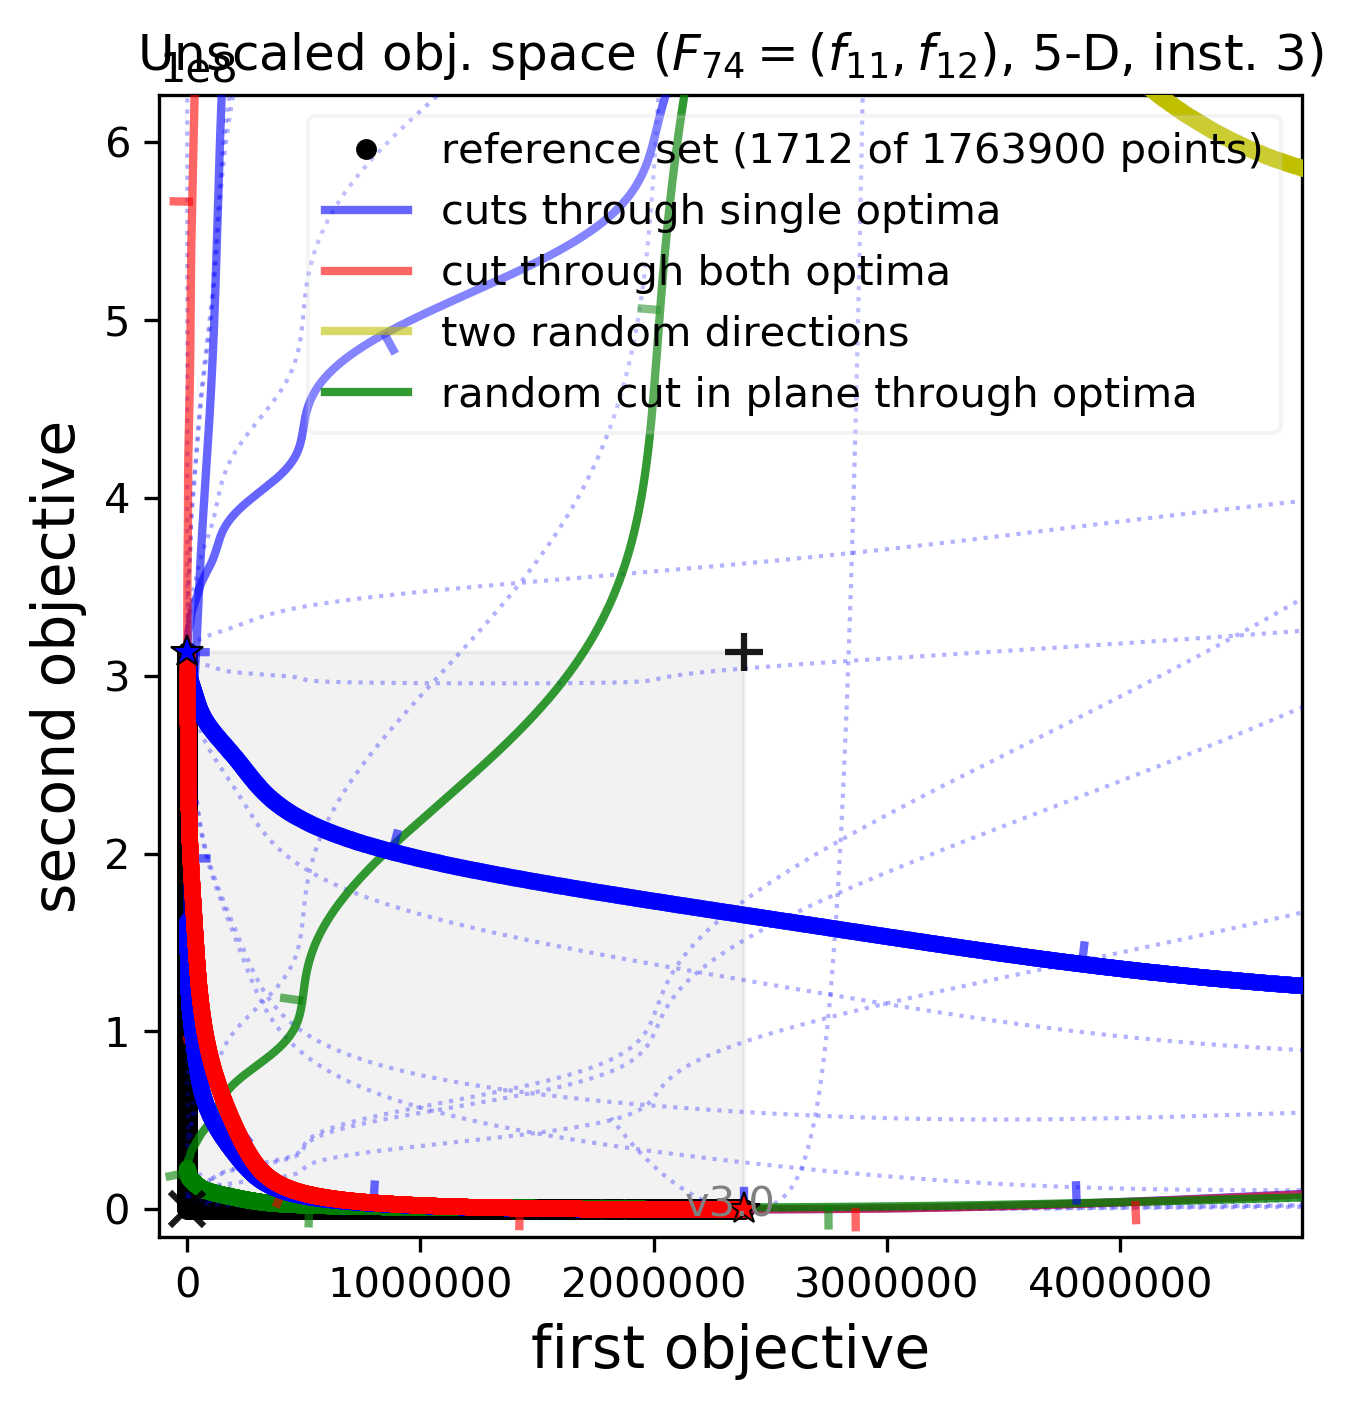 Unscaled obj. space ($F_{74} = (f_{11}, f_{12})$, 5-D, inst. 3)
1e8
reference set (1712 of 1763900 points)
cuts through single optima
cut through both optima
two random directions
random cut in plane through optima
6
5
4
3
2
1
0
second objective
v3.0
0 1000000 2000000 3000000 4000000
first objective